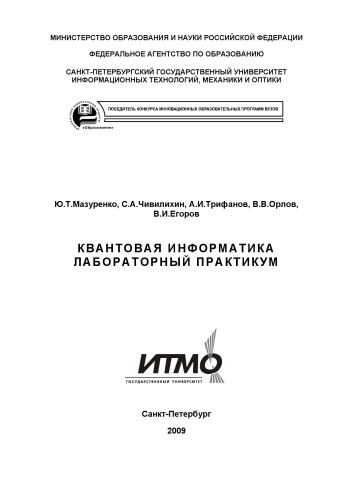 МИНИСТЕРСТВО ОБРАЗОВАНИЯ И НАУКИ РОССИЙСКОЙ ФЕДЕРАЦИИ
ФЕДЕРАЛЬНОЕ АГЕНТСТВО ПО ОБРАЗОВАНИЮ
САНКТ-ПЕТЕРБУРГСКИЙ ГОСУДАРСТВЕННЫЙ УНИВЕРСИТЕТ
ИНФОРМАЦИОННЫХ ТЕХНОЛОГИЙ, МЕХАНИКИ И ОПТИКИ
ПОБЕДИТЕЛЬ КОНКУРСА ИННОВАЦИОННЫХ ОБРАЗОВАТЕЛЬНЫХ ПРОГРАММ ВУЗОВ
«Образование»
Ю.Т.Мазуренко, С.А.Чивилихин, А.И.Трифанов, В.В.Орлов,
В.И.Егоров
КВАНТОВАЯ ИНФОРМАТИКА
ЛАБОРАТОРНЫЙ ПРАКТИКУМ
ИТМО
ГОСУДАРСТВЕННЫЙ УНИВЕРСИТЕТ
Санкт-Петербург
2009